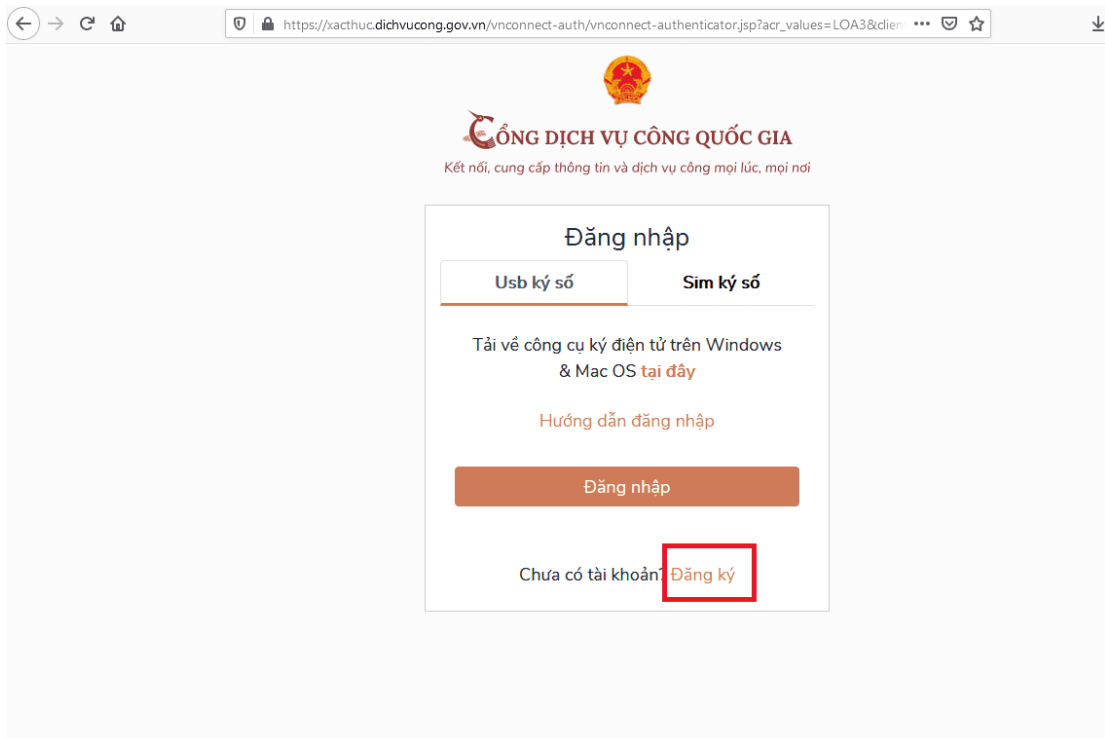 https://xacthuc.dichvucong.gov.vn/vnconnect-auth/vnconnect-authenticator.jsp?acr_values=LOA3&clien
CỔNG DỊCH VỤ CÔNG QUỐC GIA
Kết nối, cung cấp thông tin và dịch vụ công mọi lúc, mọi nơi
Đăng nhập
Usb ký số Sim ký số
Tải về công cụ ký điện tử trên Windows
& Mac OS tại đây
Hướng dẫn đăng nhập
Đăng nhập
Chưa có tài khoản? Đăng ký